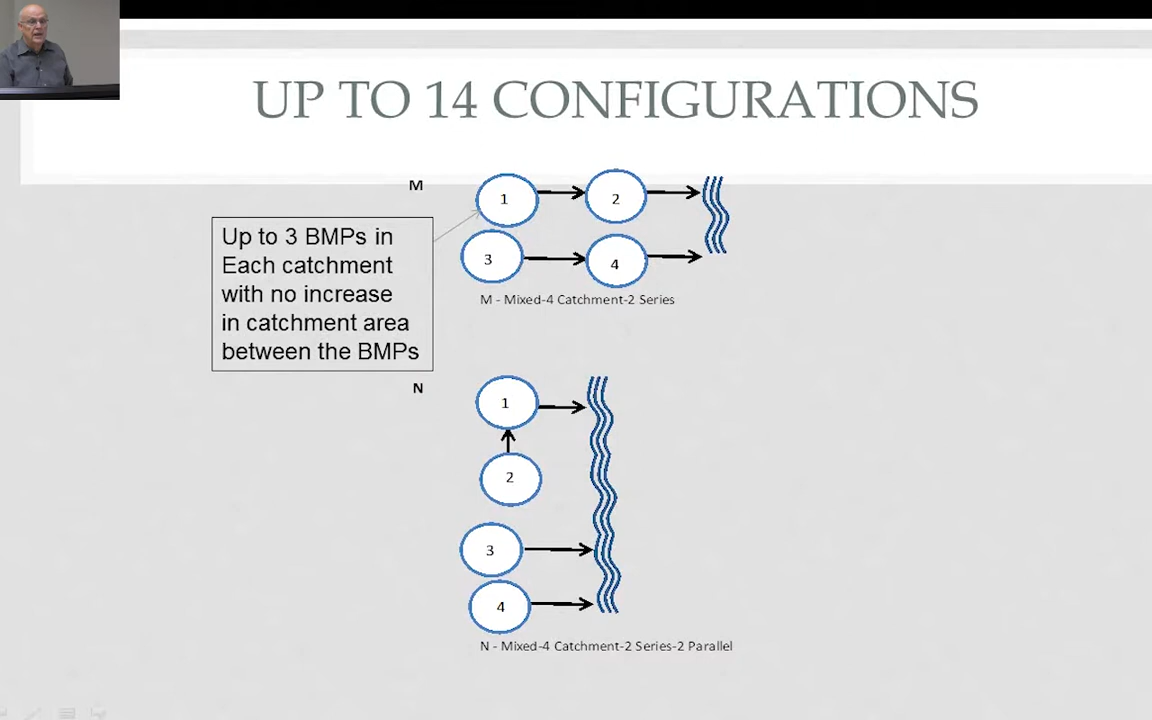 UP TO 14 CONFIGURATIONS
M
1
2
3
4
M - Mixed-4 Catchment-2 Series
Up to 3 BMPs in
Each catchment
with no increase
in catchment area
between the BMPs
N
1
2
3
4
N - Mixed-4 Catchment-2 Series-2 Parallel